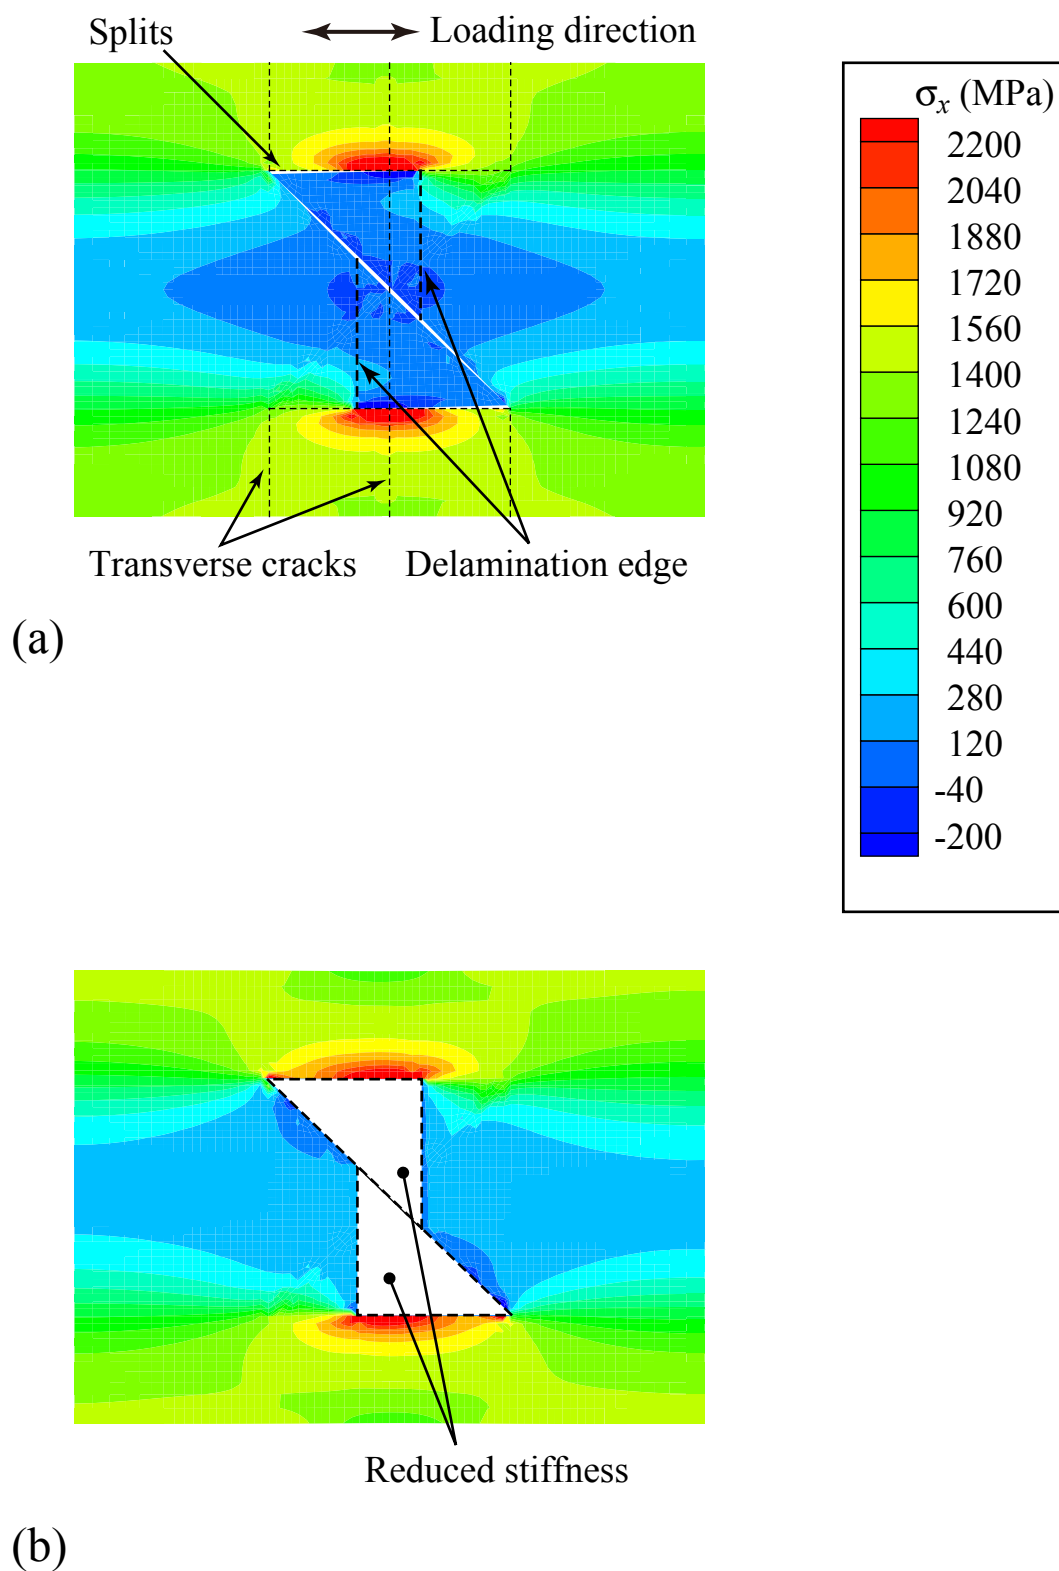 Splits
Loading direction
σx (MPa)
2200
2040
1880
1720
1560
1400
1240
1080
920
760
600
440
280
120
-40
-200
Transverse cracks
Delamination edge
(a)
Reduced stiffness
(b)